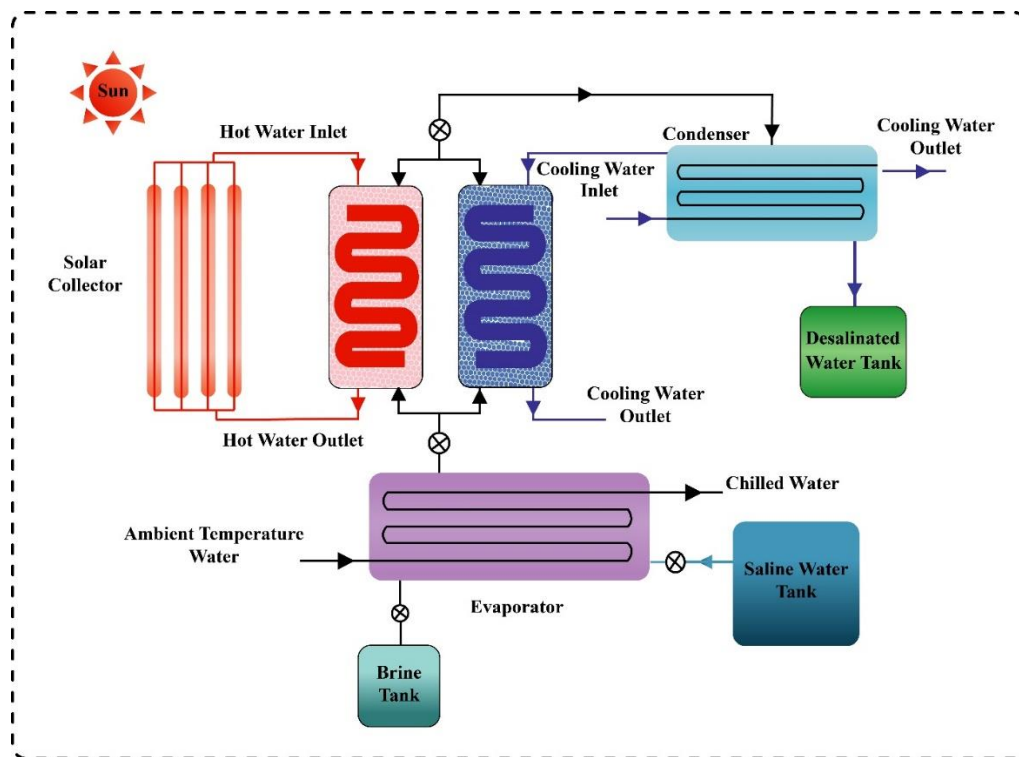 Sun
Hot Water Inlet
Condenser
Cooling Water
Outlet
Cooling Water
Inlet
Solar
Collector
Desalinated
Water Tank
Hot Water Outlet
Cooling Water
Outlet
Chilled Water
Ambient Temperature
Water
Saline Water
Tank
Evaporator
Brine
Tank